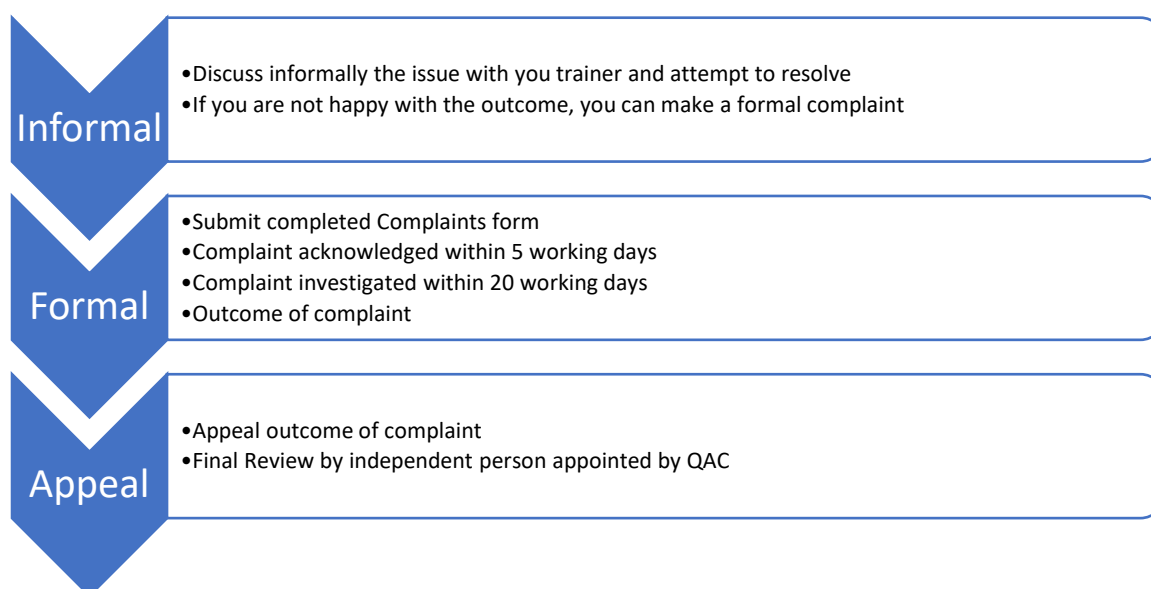 Informal
•Discuss informally the issue with you trainer and attempt to resolve
•If you are not happy with the outcome, you can make a formal complaint
Formal
•Submit completed Complaints form
•Complaint acknowledged within 5 working days
•Complaint investigated within 20 working days
•Outcome of complaint
Appeal
•Appeal outcome of complaint
•Final Review by independent person appointed by QAC